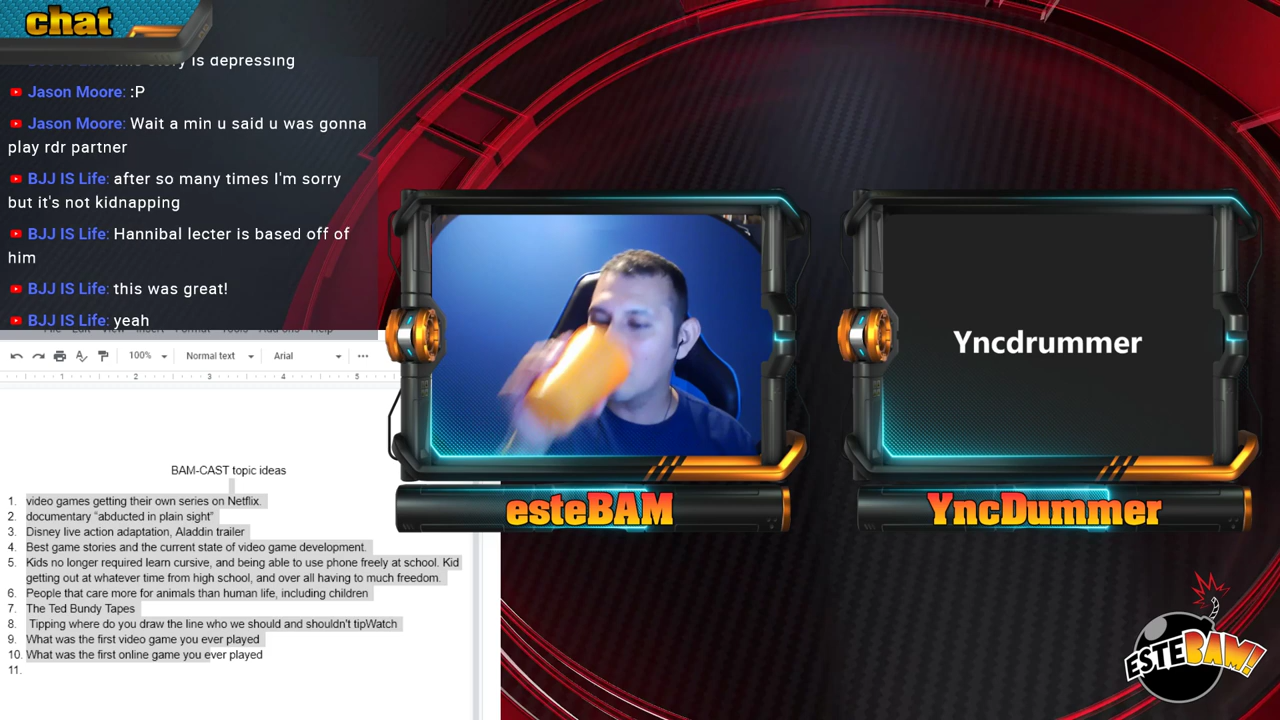 chat
is depressing
Jason Moore: :P
Jason Moore: Wait a min u said u was gonna
play rdr partner
BJJ IS Life: after so many times I'm sorry
but it's not kidnapping
BJJ IS Life: Hannibal lecter is based off of
him
BJJ IS Life: this was great!
BJJ IS Life: yeah
100% Normal text Arial
1 2 3 4 5
BAM-CAST topic ideas
1. video games getting their own series on Netflix.
2. documentary “abducted in plain sight”
3. Disney live action adaptation, Aladdin trailer
4. Best game stories and the current state of video game development.
5. Kids no longer required learn cursive, and being able to use phone freely at school. Kid
getting out at whatever time from high school, and over all having to much freedom.
6. People that care more for animals than human life, including children
7. The Ted Bundy Tapes
8. Tipping where do you draw the line who we should and shouldn't tipWatch
9. What was the first video game you ever played
10. What was the first online game you ever played
11.
Yncdrummer
esteBAM
YncDummer
ESTEBAM!